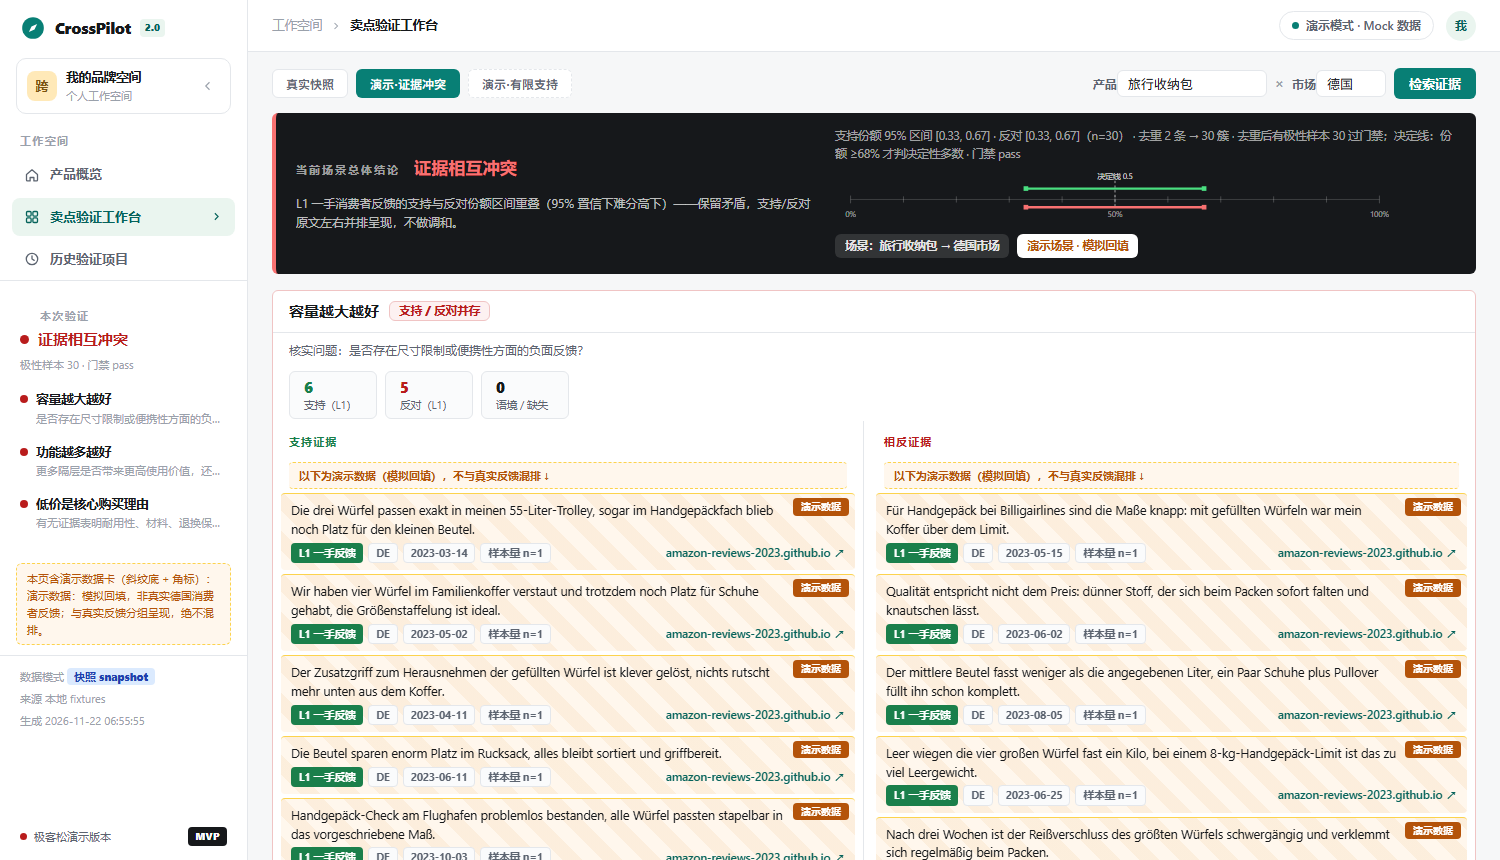 CrossPilot 2.0
跨
我的品牌空间
个人工作空间
工作空间
产品概览
卖点验证工作台
历史验证项目
本次验证
证据相互冲突
极性样本 30 · 门禁 pass
容量越大越好
是否存在尺寸限制或便携性方面的负...
功能越多越好
更多隔层是否带来更高使用价值，还...
低价是核心购买理由
有无证据表明耐用性、材料、退换保...
本页含演示数据卡（斜纹底 + 角标）：
演示数据：模拟回填，非真实德国消费
者反馈；与真实反馈分组呈现，绝不混
排。
数据模式 快照 snapshot
来源 本地 fixtures
生成 2026-11-22 06:55:55
极客松演示版本 MVP
工作空间 › 卖点验证工作台
演示模式 · Mock 数据 我
真实快照 演示·证据冲突 演示·有限支持
产品 旅行收纳包 × 市场 德国 检索证据
当前场景总体结论 证据相互冲突
L1 一手消费者反馈的支持与反对份额区间重叠（95% 置信下难分高下）——保留矛盾，支持/反对
原文左右并排呈现，不做调和。
支持份额 95% 区间 [0.33, 0.67] · 反对 [0.33, 0.67]（n=30） · 去重 2 条 → 30 簇 · 去重后有极性样本 30 过门禁；决定线：份
额 ≥68% 才判决定性多数 · 门禁 pass
决定线 0.5
0% 50% 100%
场景：旅行收纳包 → 德国市场 演示场景 · 模拟回填
容量越大越好 支持 / 反对并存
核实问题：是否存在尺寸限制或便携性方面的负面反馈？
6
支持（L1）
5
反对（L1）
0
语境 / 缺失
支持证据
以下为演示数据（模拟回填），不与真实反馈混排 ↓
Die drei Würfel passen exakt in meinen 55-Liter-Trolley, sogar im Handgepäckfach blieb
noch Platz für den kleinen Beutel.
演示数据
L1 一手反馈 DE 2023-03-14 样本量 n=1 amazon-reviews-2023.github.io ↗
Wir haben vier Würfel im Familienkoffer verstaut und trotzdem noch Platz für Schuhe
gehabt, die Größenstaffelung ist ideal.
演示数据
L1 一手反馈 DE 2023-05-02 样本量 n=1 amazon-reviews-2023.github.io ↗
Der Zusatzgriff zum Herausnehmen der gefüllten Würfel ist klever gelöst, nichts rutscht
mehr unten aus dem Koffer.
演示数据
L1 一手反馈 DE 2023-04-11 样本量 n=1 amazon-reviews-2023.github.io ↗
Die Beutel sparen enorm Platz im Rucksack, alles bleibt sortiert und griffbereit.
演示数据
L1 一手反馈 DE 2023-06-11 样本量 n=1 amazon-reviews-2023.github.io ↗
Handgepäck-Check am Flughafen problemlos bestanden, alle Würfel passten stapelbar in
das vorgeschriebene Maß.
演示数据
L1 一手反馈 DE 2023-10-03 样本量 n=1 amazon-reviews-2023.github.io ↗
相反证据
以下为演示数据（模拟回填），不与真实反馈混排 ↓
Für Handgepäck bei Billigairlines sind die Maße knapp: mit gefüllten Würfeln war mein
Koffer über dem Limit.
演示数据
L1 一手反馈 DE 2023-05-15 样本量 n=1 amazon-reviews-2023.github.io ↗
Qualität entspricht nicht dem Preis: dünner Stoff, der sich beim Packen sofort falten und
knautschen lässt.
演示数据
L1 一手反馈 DE 2023-06-02 样本量 n=1 amazon-reviews-2023.github.io ↗
Der mittlere Beutel fasst weniger als die angegebenen Liter, ein Paar Schuhe plus Pullover
füllt ihn schon komplett.
演示数据
L1 一手反馈 DE 2023-08-05 样本量 n=1 amazon-reviews-2023.github.io ↗
Leer wiegen die vier großen Würfel fast ein Kilo, bei einem 8-kg-Handgepäck-Limit ist das zu
viel Leergewicht.
演示数据
L1 一手反馈 DE 2023-06-25 样本量 n=1 amazon-reviews-2023.github.io ↗
Nach drei Wochen ist der Reißverschluss des größten Würfels schwergängig und verklemmt
sich regelmäßig beim Packen.
演示数据